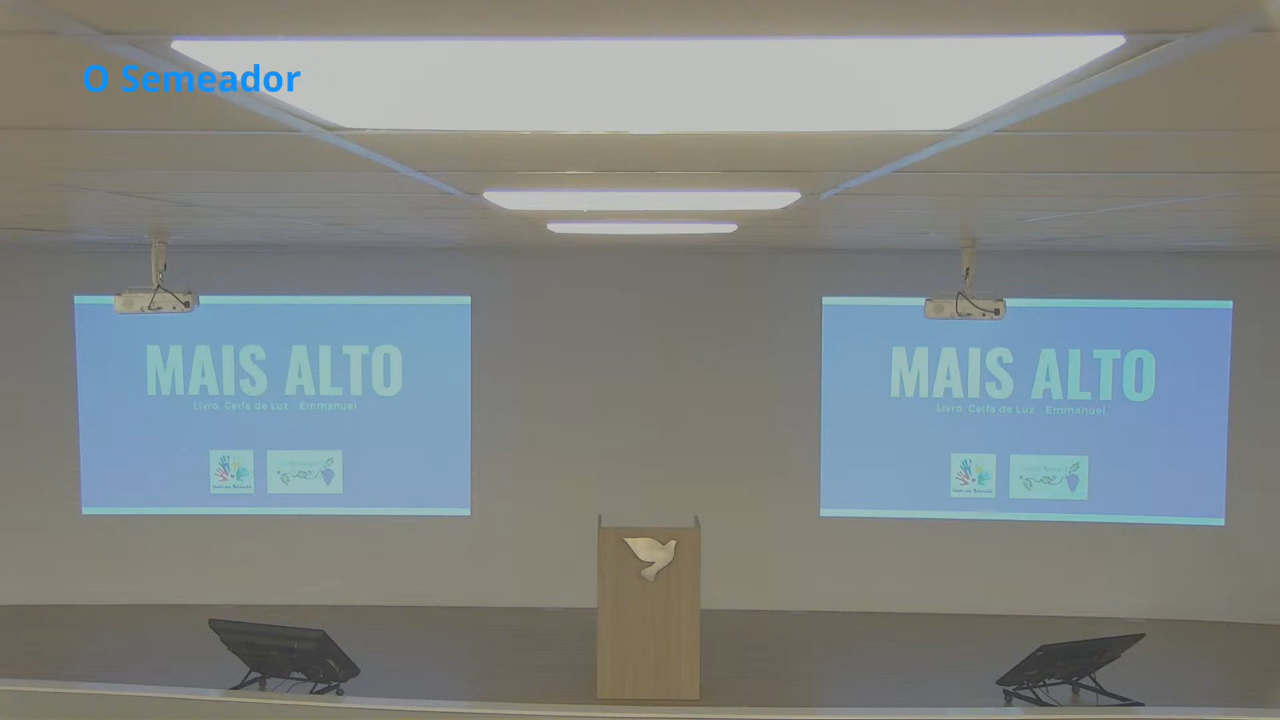 O Semeador
MAIS ALTO
Livro: Ceifa de Luz - Emmanuel
MAIS ALTO
Livro: Ceifa de Luz - Emmanuel